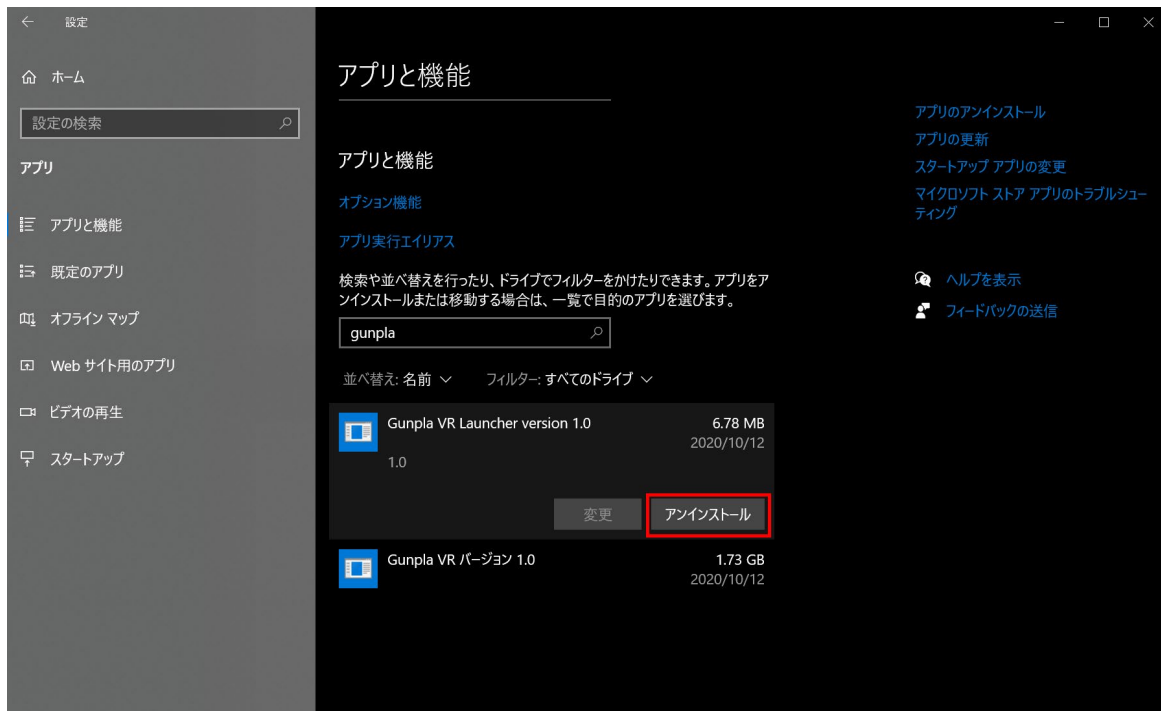 設定
ホーム
設定の検索
アプリ
アプリと機能
既定のアプリ
オフライン マップ
Web サイト用のアプリ
ビデオの再生
スタートアップ
アプリと機能
アプリと機能
オプション機能
アプリ実行エイリアス
検索や並べ替えを行ったり、ドライブでフィルターをかけたりできます。アプリをア
ンインストールまたは移動する場合は、一覧で目的のアプリを選びます。
gunpla
並べ替え: 名前 フィルター: すべてのドライブ
Gunpla VR Launcher version 1.0 6.78 MB
2020/10/12
1.0
変更 アンインストール
Gunpla VR バージョン 1.0 1.73 GB
2020/10/12
アプリのアンインストール
アプリの更新
スタートアップ アプリの変更
マイクロソフト ストア アプリのトラブルシュー
ティング
ヘルプを表示
フィードバックの送信